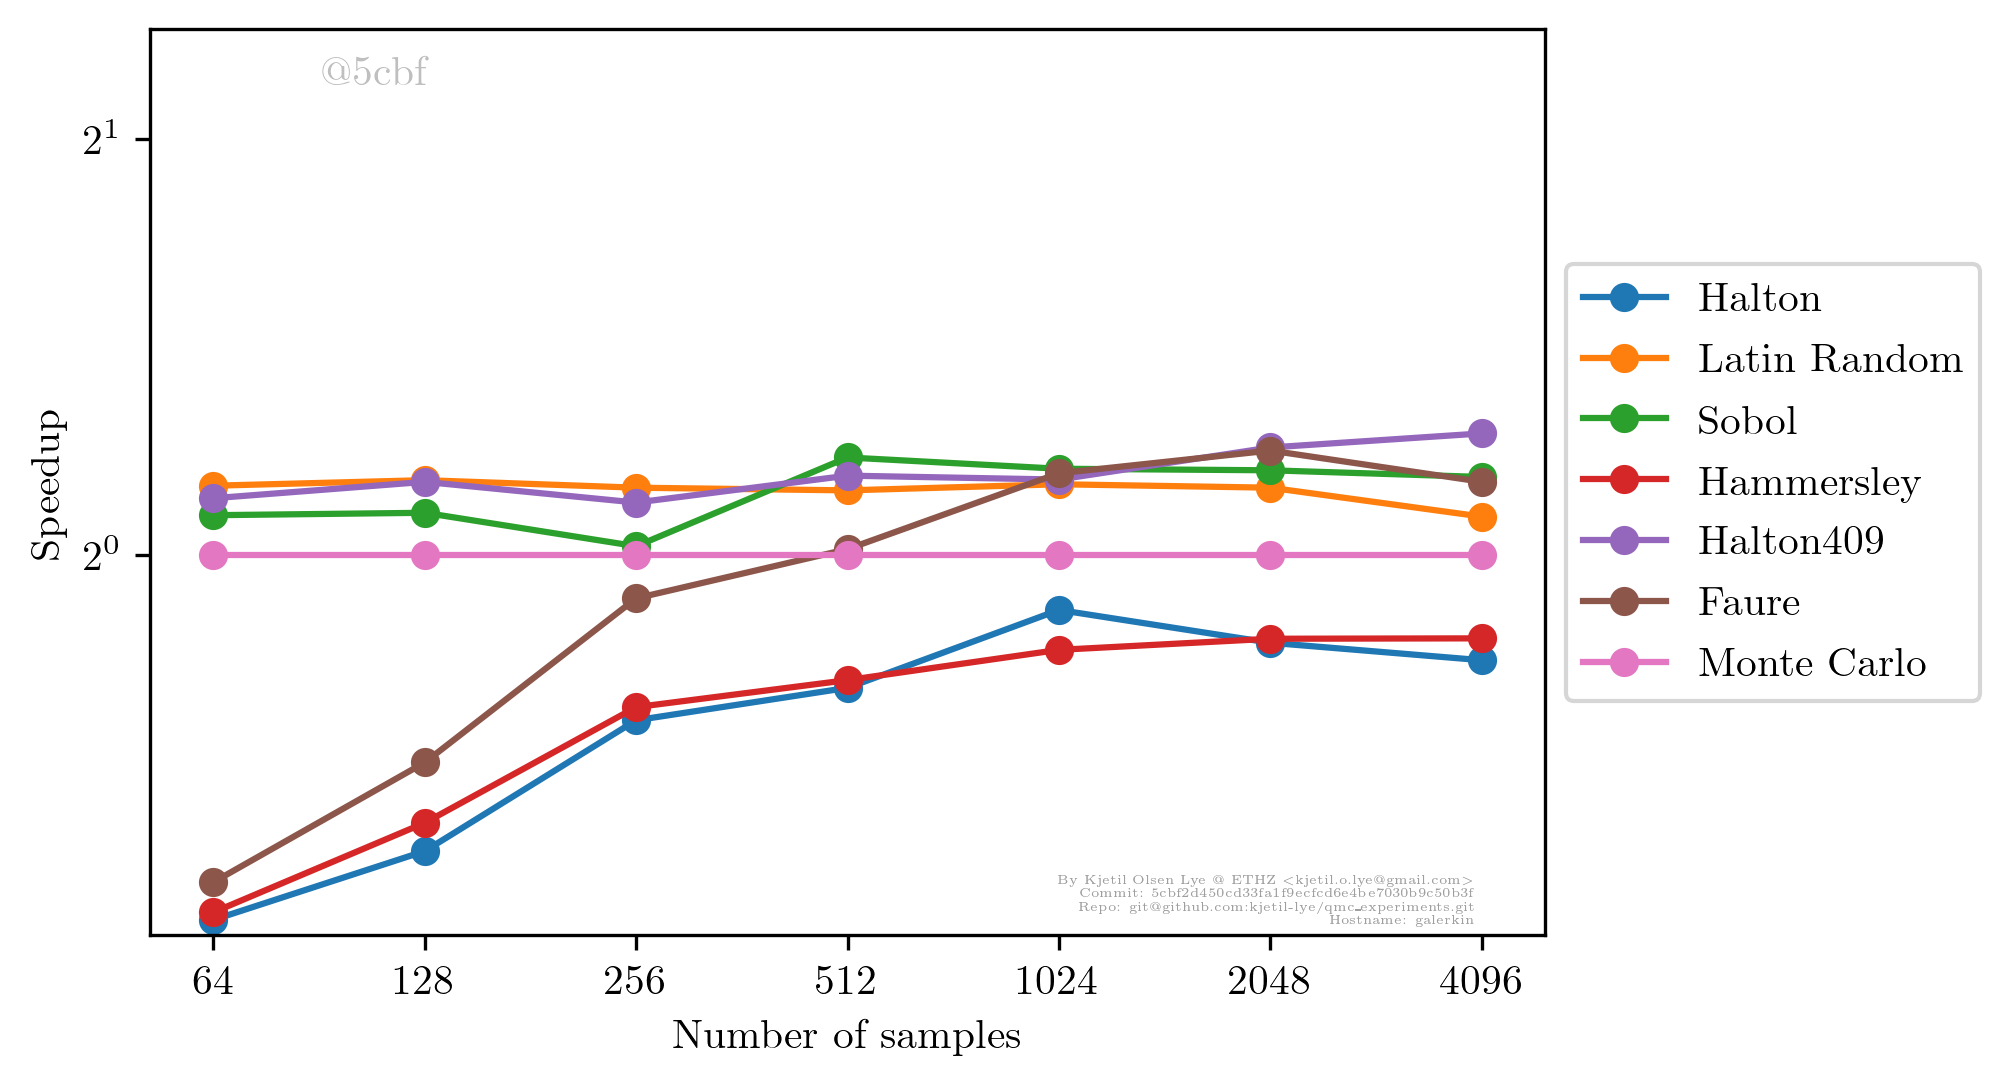 @5cbf
2^1
2^0
Speedup
64 128 256 512 1024 2048 4096
Number of samples
Halton
Latin Random
Sobol
Hammersley
Halton409
Faure
Monte Carlo
By Kjetil Olsen Lye @ ETHZ <kjetil.o.lye@gmail.com>
Commit: 5cbf2d450cd33fa1f9ecfcd6e4be7030b9c50b3f
Repo: git@github.com:kjetil-lye/qmc_experiments.git
Hostname: galerkin